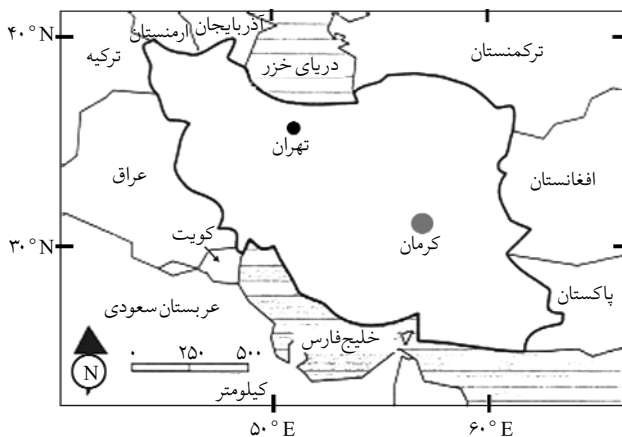 ۴۰°N
ترکیه
ارمنستان
آذربایجان
دریای خزر
ترکمنستان
تهران
عراق
افغانستان
کرمان
۳۰°N
کویت
پاکستان
عربستان سعودی
خلیج‌فارس
N
۰ ۲۵۰ ۵۰۰
کیلومتر
۵۰°E
۶۰°E